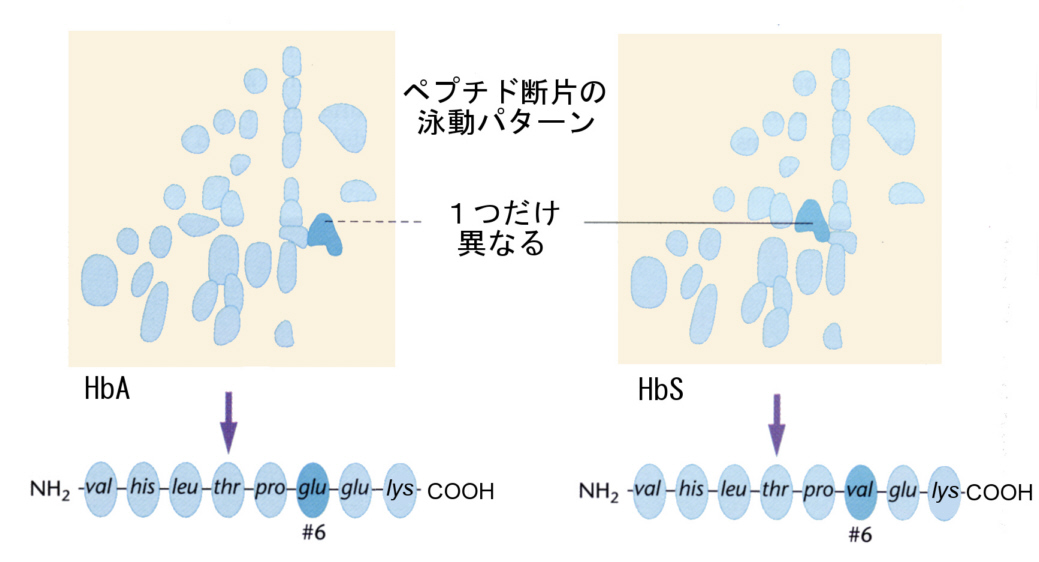 ペプチド断片の
泳動パターン
１つだけ
異なる
HbA
HbS
NH2 -val-his-leu-thr-pro-glu-glu-lys- COOH
#6
NH2 -val-his-leu-thr-pro-val-glu-lys-COOH
#6